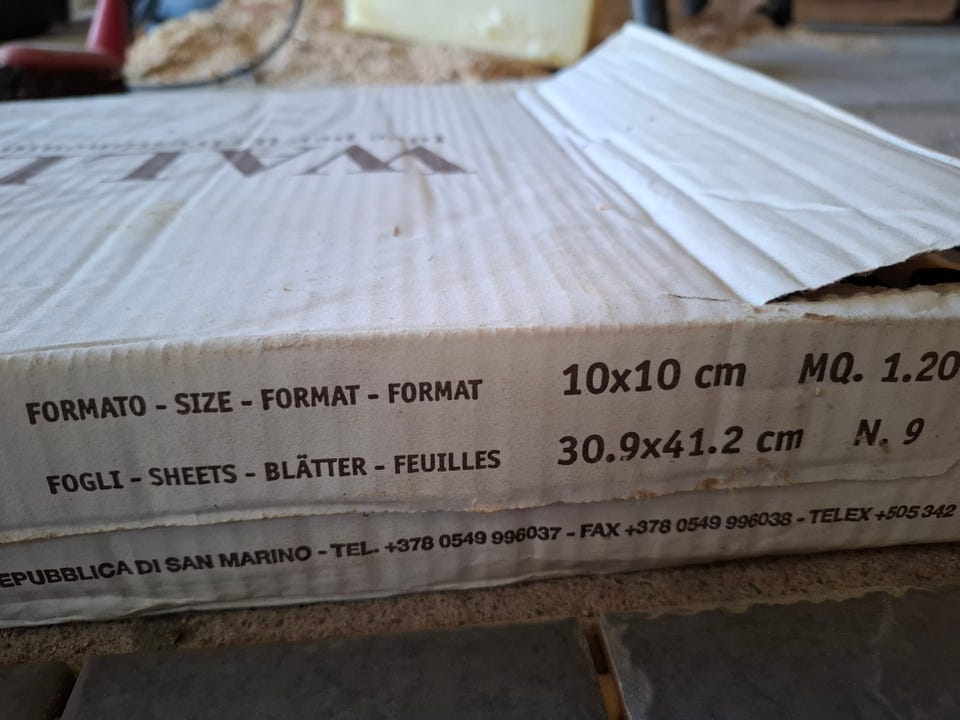 FORMATO - SIZE - FORMAT - FORMAT 10x10 cm MQ. 1.20
FOGLI - SHEETS - BLÄTTER - FEUILLES 30.9x41.2 cm N. 9
EPUBBLICA DI SAN MARINO - TEL. +378 0549 996037 - FAX +378 0549 996038 - TELEX +505 342